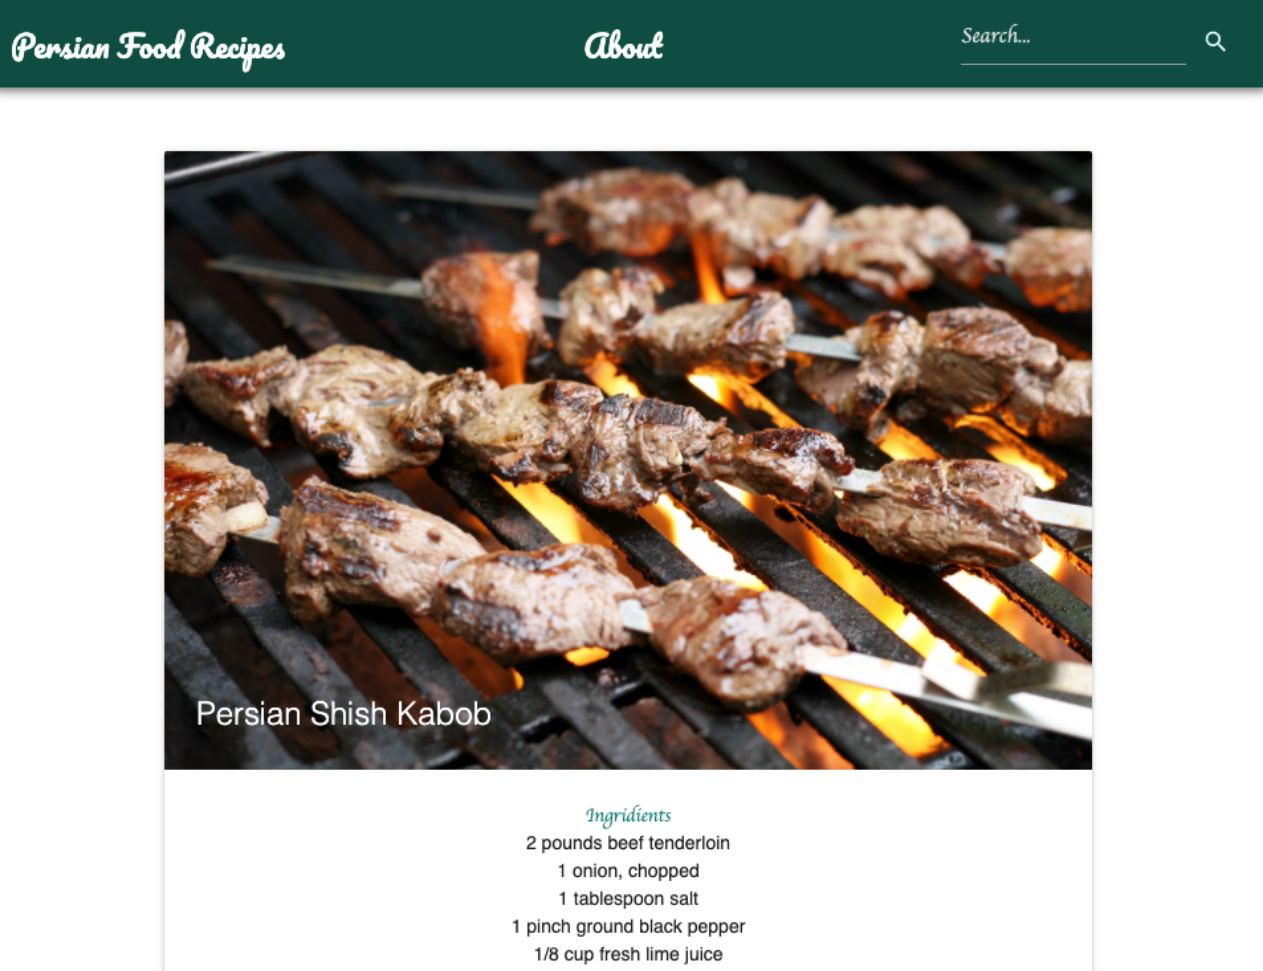 Persian Food Recipes
About
Search...
Persian Shish Kabob
Ingridients
2 pounds beef tenderloin
1 onion, chopped
1 tablespoon salt
1 pinch ground black pepper
1/8 cup fresh lime juice